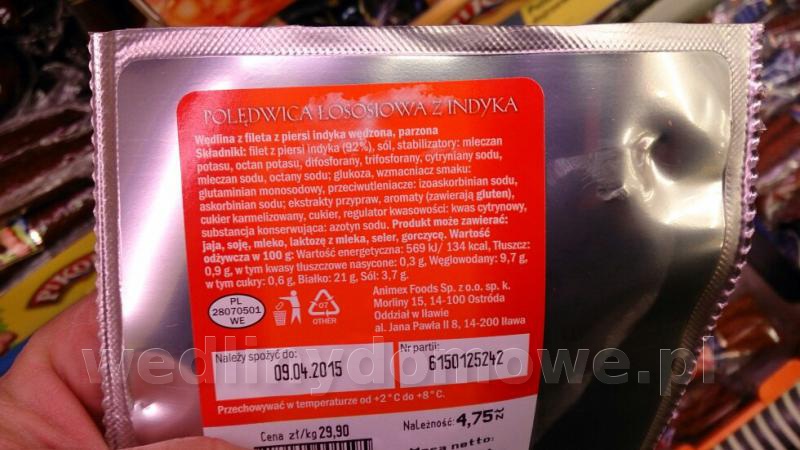 POLĘDWICA ŁOSOSIOWA Z INDYKA
Wędlina z fileta z piersi indyka wędzona, parzona
Składniki: filet z piersi indyka (92%), sól, stabilizatory: mleczan
potasu, octan potasu, difosforany, trifosforany, cytryniany sodu,
mleczan sodu, octany sodu; glukoza, wzmacniacz smaku:
glutaminian monosodowy, przeciwutleniacze: izoaskorbinian sodu,
askorbinian sodu; ekstrakty przypraw, aromaty (zawierają gluten),
cukier karmelizowany, cukier, regulator kwasowości: kwas cytrynowy,
substancja konserwująca: azotyn sodu. Produkt może zawierać:
jaja, soję, mleko, laktozę z mleka, seler, gorczycę. Wartość
odżywcza w 100 g: Wartość energetyczna: 569 kJ/ 134 kcal, Tłuszcz:
0,9 g, w tym kwasy tłuszczowe nasycone: 0,3 g, Węglowodany: 9,7 g,
w tym cukry: 0,6 g, Białko: 21 g, Sól: 3,7 g.
PL
28070501
WE
07
OTHER
Animex Foods Sp. z o.o. sp. k.
Morliny 15, 14-100 Ostróda
Oddział w Iławie
al. Jana Pawła II 8, 14-200 Iława
Należy spożyć do:
09.04.2015
Nr partii:
6150125242
Przechowywać w temperaturze od +2°C do +8°C.
Cena zł/kg 29,90
Należność: 4,75 ZŁ
Masa netto:
wedlinydomowe.pl